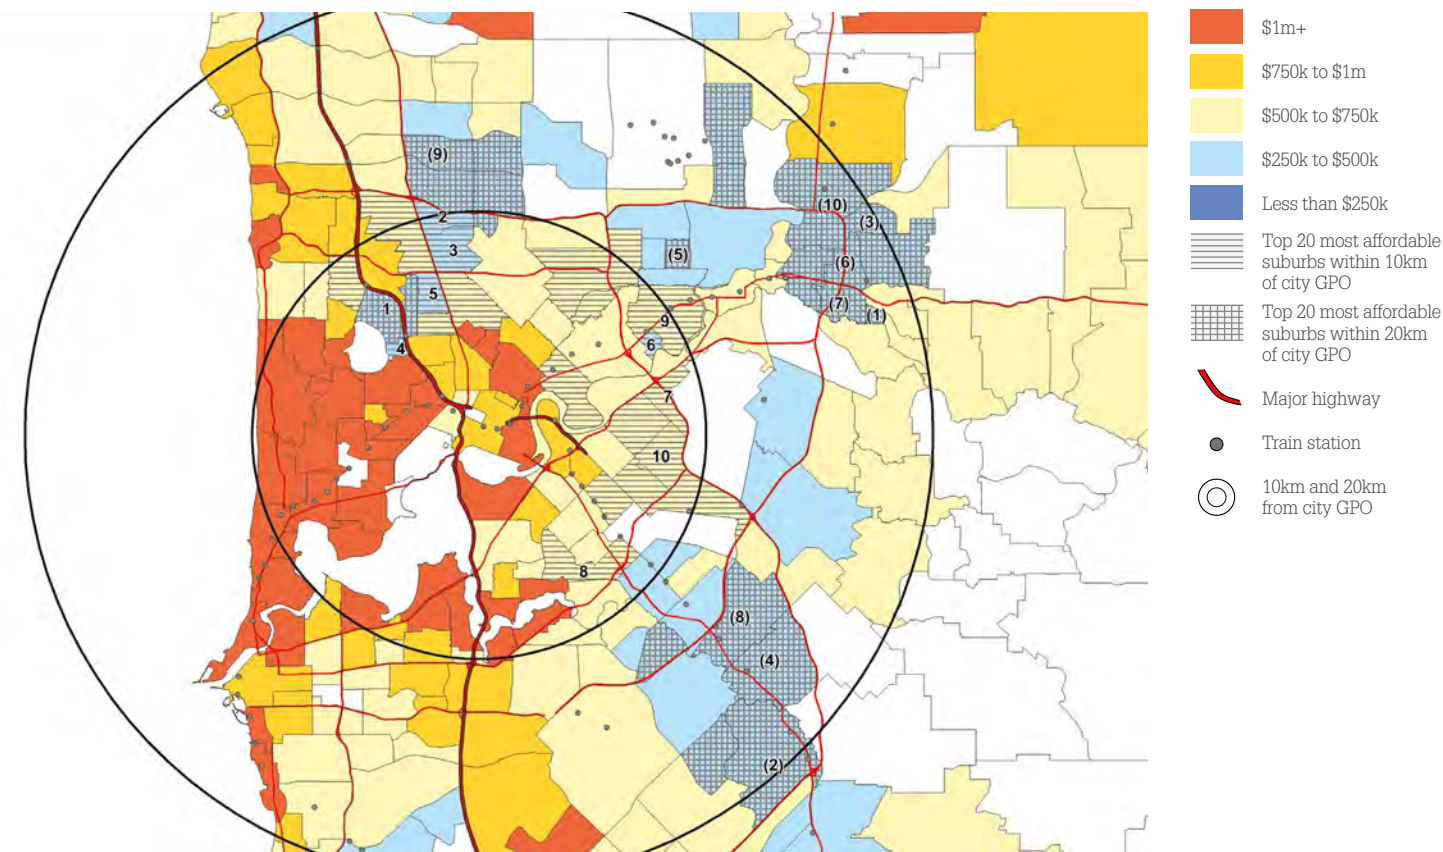 $1m+
$750k to $1m
$500k to $750k
$250k to $500k
Less than $250k
Top 20 most affordable
suburbs within 10km
of city GPO
Top 20 most affordable
suburbs within 20km
of city GPO
Major highway
Train station
10km and 20km
from city GPO
(9)
2
(10)
(3)
3
(5)
(6)
5
1
(7)
(1)
9
4
6
7
10
8
(8)
(4)
(2)